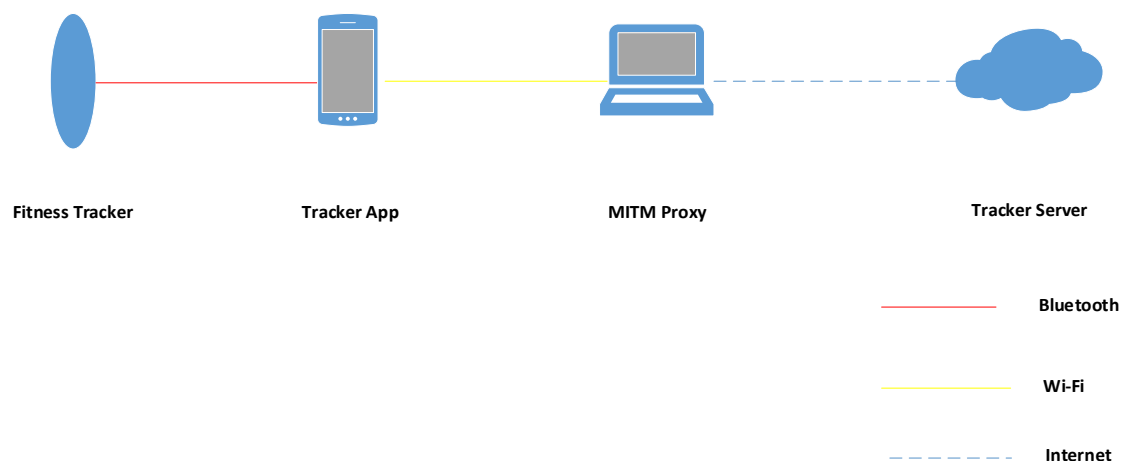 Fitness Tracker
Tracker App
MITM Proxy
Tracker Server
Bluetooth
Wi-Fi
Internet